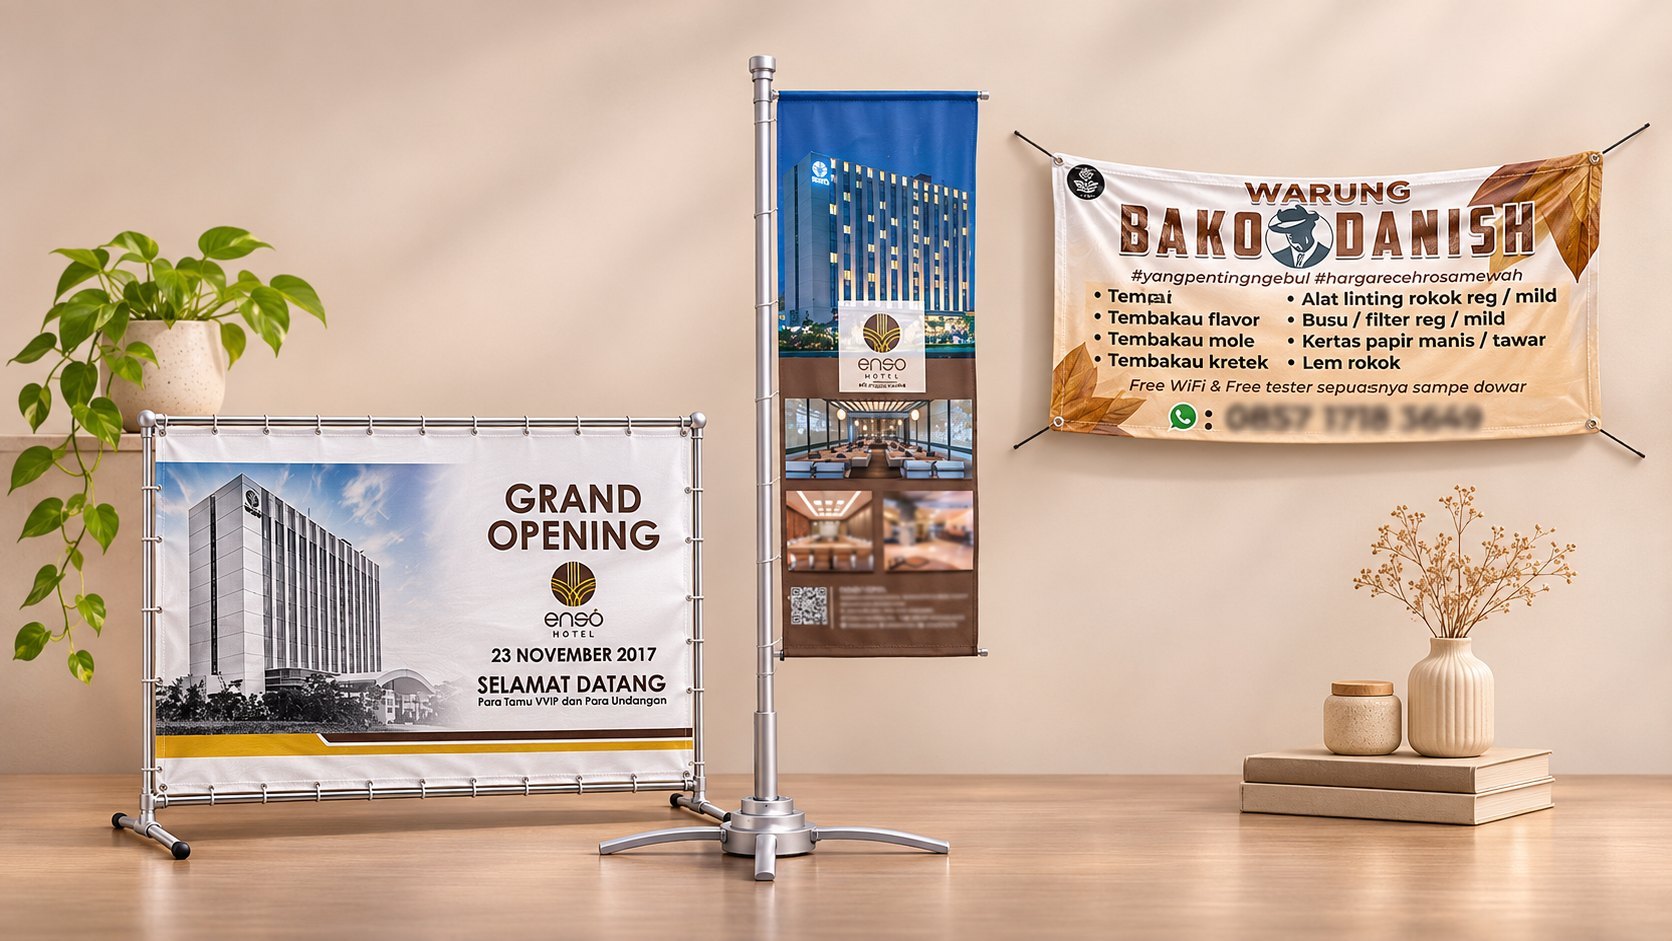 GRAND
OPENING
ensó
HOTEL
23 NOVEMBER 2017
SELAMAT DATANG
Para Tamu VVIP dan Para Undangan
enso
HOTEL
WARUNG
BAKO DANISH
#yangpentingngebul #hargarecehrosamewah
• Tembakau flavor
• Tembakau mole
• Tembakau kretek
• Alat linting rokok reg / mild
• Busu / filter reg / mild
• Kertas papir manis / tawar
• Lem rokok
Free WiFi & Free tester sepuasnya sampe dowar